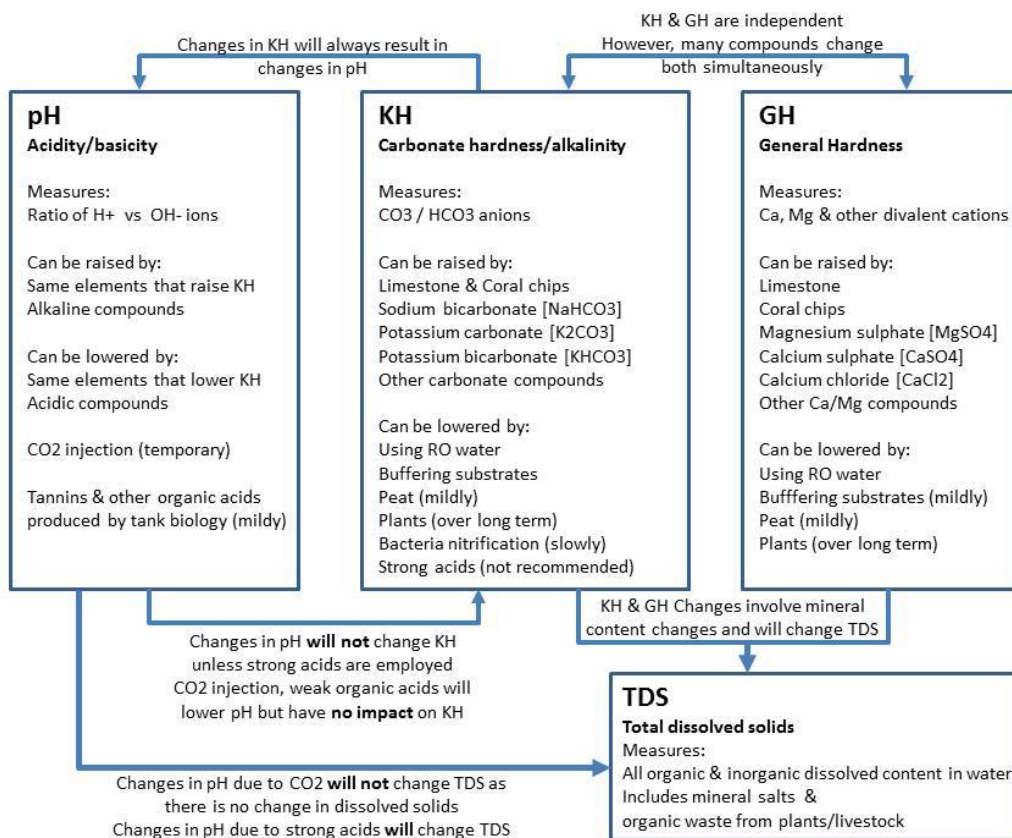 KH & GH are independent
However, many compounds change
both simultaneously
Changes in KH will always result in
changes in pH
pH
Acidity/basicity
Measures:
Ratio of H+ vs OH- ions
Can be raised by:
Same elements that raise KH
Alkaline compounds
Can be lowered by:
Same elements that lower KH
Acidic compounds
CO2 injection (temporary)
Tannins & other organic acids
produced by tank biology (mildy)
KH
Carbonate hardness/alkalinity
Measures:
CO3 / HCO3 anions
Can be raised by:
Limestone & Coral chips
Sodium bicarbonate [NaHCO3]
Potassium carbonate [K2CO3]
Potassium bicarbonate [KHCO3]
Other carbonate compounds
Can be lowered by:
Using RO water
Buffering substrates
Peat (mildly)
Plants (over long term)
Bacteria nitrification (slowly)
Strong acids (not recommended)
GH
General Hardness
Measures:
Ca, Mg & other divalent cations
Can be raised by:
Limestone
Coral chips
Magnesium sulphate [MgSO4]
Calcium sulphate [CaSO4]
Calcium chloride [CaCl2]
Other Ca/Mg compounds
Can be lowered by:
Using RO water
Bufffering substrates (mildly)
Peat (mildly)
Plants (over long term)
KH & GH Changes involve mineral
content changes and will change TDS
Changes in pH will not change KH
unless strong acids are employed
CO2 injection, weak organic acids will
lower pH but have no impact on KH
TDS
Total dissolved solids
Measures:
All organic & inorganic dissolved content in water
Includes mineral salts &
organic waste from plants/livestock
Changes in pH due to CO2 will not change TDS as
there is no change in dissolved solids
Changes in pH due to strong acids will change TDS